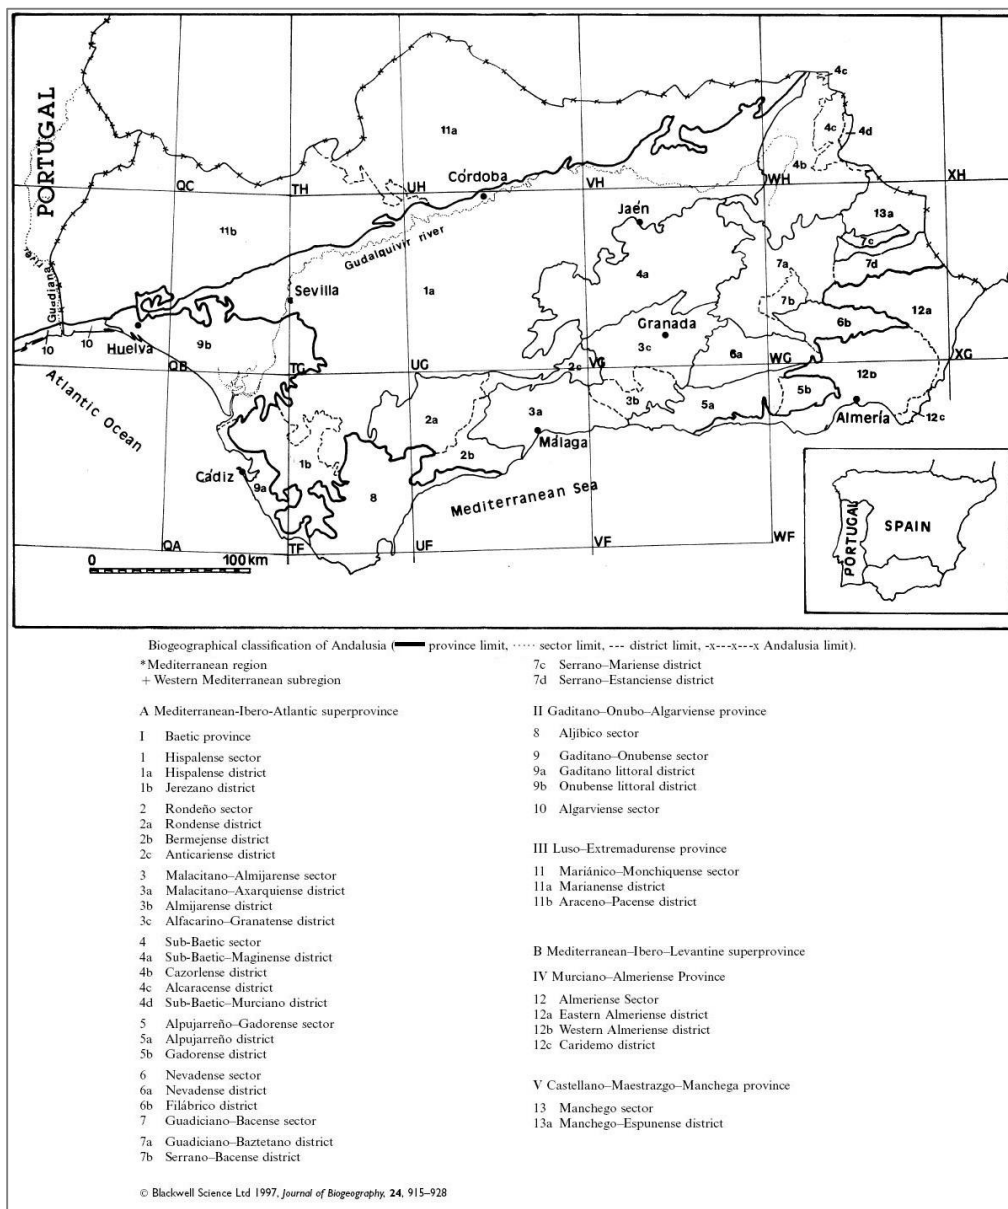 PORTUGAL
4c
11a
4c
4d
4b
QC
TH
UH
Córdoba
VH
WH
XH
Jaén
13a
11b
7c
Gudalquivir river
7a
7d
river
Guadiana
Sevilla
1a
4a
7b
12a
Granada
6b
10
10
Huelva
9b
3c
6a
QB
TG
UG
2c
VG
WG
XG
12b
Atlantic Ocean
3b
5a
5b
2a
3a
Almería
12c
Málaga
1b
2b
Cádiz
9a
8
Mediterranean Sea
SPAIN
PORTUGAL
QA
TF
UF
VF
WF
0 100 km
Biogeographical classification of Andalusia ( province limit, ····· sector limit, --- district limit, -x---x---x Andalusia limit).
*Mediterranean region
+ Western Mediterranean subregion
A Mediterranean-Ibero-Atlantic superprovince
I Baetic province
1 Hispalense sector
1a Hispalense district
1b Jerezano district
2 Rondeño sector
2a Rondense district
2b Bermejense district
2c Anticariense district
3 Malacitano–Almijarense sector
3a Malacitano–Axarquiense district
3b Almijarense district
3c Alfacarino–Granatense district
4 Sub-Baetic sector
4a Sub-Baetic–Maginense district
4b Cazorlense district
4c Alcaracense district
4d Sub-Baetic–Murciano district
5 Alpujarreño–Gadorense sector
5a Alpujarreño district
5b Gadorense district
6 Nevadense sector
6a Nevadense district
6b Filábrico district
7 Guadiciano–Bacense sector
7a Guadiciano–Baztetano district
7b Serrano–Bacense district
7c Serrano–Mariense district
7d Serrano–Estanciense district
II Gaditano–Onubo–Algarviense province
8 Aljíbico sector
9 Gaditano–Onubense sector
9a Gaditano littoral district
9b Onubense littoral district
10 Algarviense sector
III Luso–Extremadurense province
11 Mariánico–Monchiquense sector
11a Marianense district
11b Araceno–Pacense district
B Mediterranean–Ibero–Levantine superprovince
IV Murciano–Almeriense Province
12 Almeriense Sector
12a Eastern Almeriense district
12b Western Almeriense district
12c Caridemo district
V Castellano–Maestrazgo–Manchega province
13 Manchego sector
13a Manchego–Espunense district
© Blackwell Science Ltd 1997, Journal of Biogeography, 24, 915–928